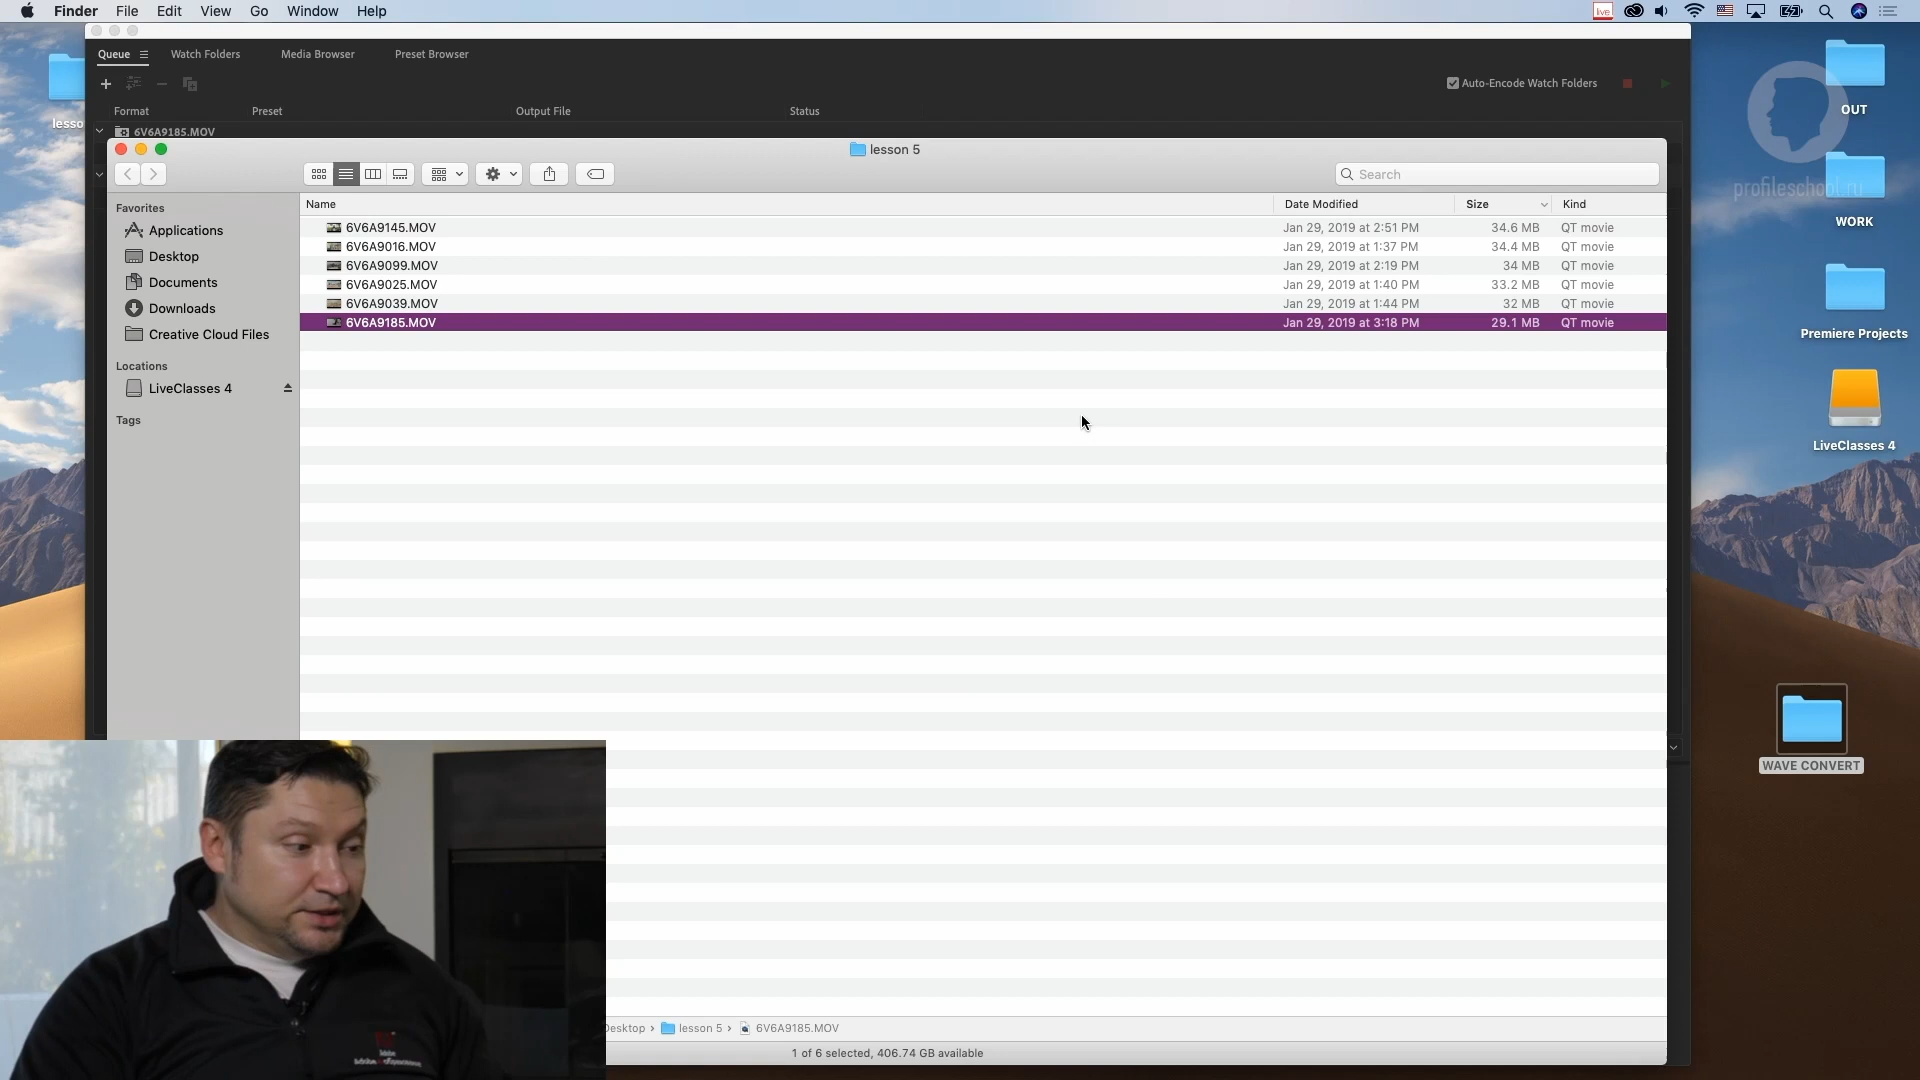 Finder File Edit View Go Window Help
live
Queue Watch Folders Media Browser Preset Browser
Auto-Encode Watch Folders
Format Preset Output File Status
6V6A9185.MOV
lesson 5
Search
Favorites
Applications
Desktop
Documents
Downloads
Creative Cloud Files
Locations
LiveClasses 4
Tags
Name Date Modified Size Kind
6V6A9145.MOV Jan 29, 2019 at 2:51 PM 34.6 MB QT movie
6V6A9016.MOV Jan 29, 2019 at 1:37 PM 34.4 MB QT movie
6V6A9099.MOV Jan 29, 2019 at 2:19 PM 34 MB QT movie
6V6A9025.MOV Jan 29, 2019 at 1:40 PM 33.2 MB QT movie
6V6A9039.MOV Jan 29, 2019 at 1:44 PM 32 MB QT movie
6V6A9185.MOV Jan 29, 2019 at 3:18 PM 29.1 MB QT movie
Desktop › lesson 5 › 6V6A9185.MOV
1 of 6 selected, 406.74 GB available
lesso
OUT
profileschool.ru
WORK
Premiere Projects
LiveClasses 4
WAVE CONVERT